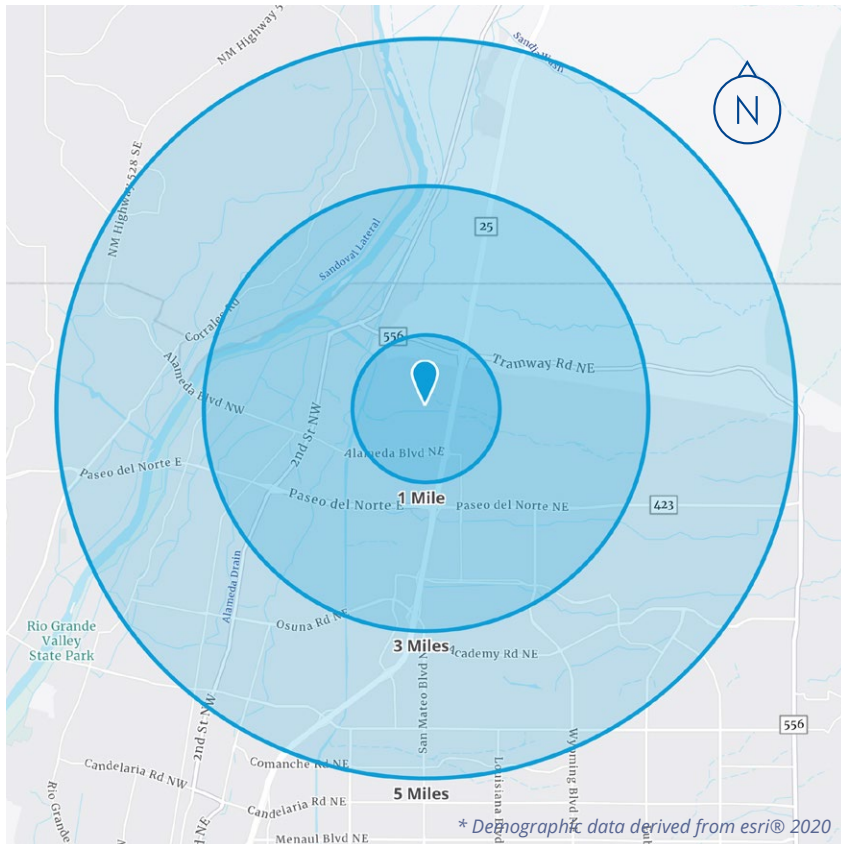 NM Highway 5
Sandia Wash
N
NM Highway 528 SE
25
Sandoval Lateral
Corrales Rd
556
Tramway Rd NE
Alameda Blvd NW
2nd St NW
Alameda Blvd NE
Paseo del Norte E
1 Mile
Paseo del Norte E
Paseo del Norte NE
423
Alameda Drain
Osuna Rd NE
Rio Grande
Valley
State Park
3 Miles
Academy Rd NE
San Mateo Blvd N
2nd St NW
556
Wyoming Blvd N
Comanche Rd NE
Candelaria Rd NW
Louisiana Blvd
5 Miles
Rio Grande
Candelaria Rd NE
NE
* Demographic data derived from esri® 2020
Menaul Blvd NE